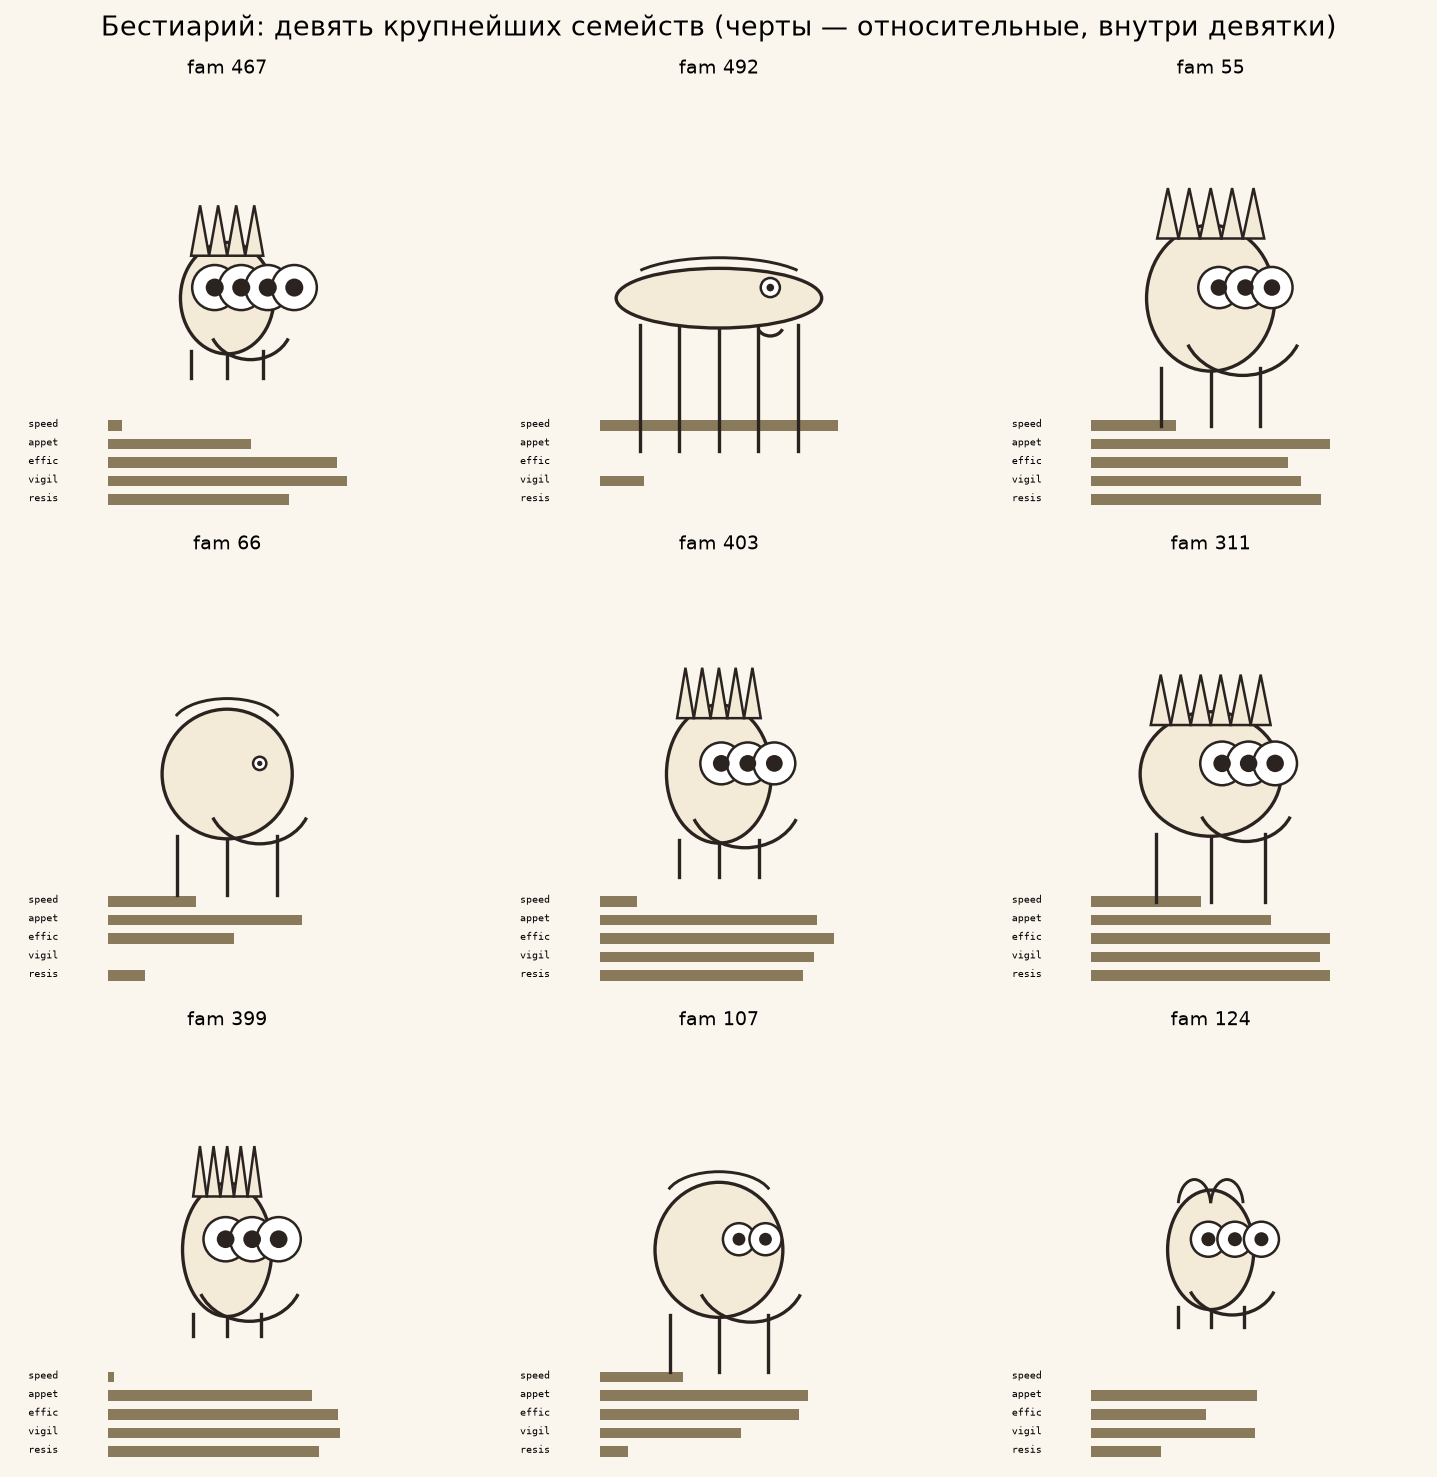 Бестиарий: девять крупнейших семейств (черты — относительные, внутри девятки)
fam 467
speed
appet
effic
vigil
resis
fam 492
speed
appet
effic
vigil
resis
fam 55
speed
appet
effic
vigil
resis
fam 66
speed
appet
effic
vigil
resis
fam 403
speed
appet
effic
vigil
resis
fam 311
speed
appet
effic
vigil
resis
fam 399
speed
appet
effic
vigil
resis
fam 107
speed
appet
effic
vigil
resis
fam 124
speed
appet
effic
vigil
resis